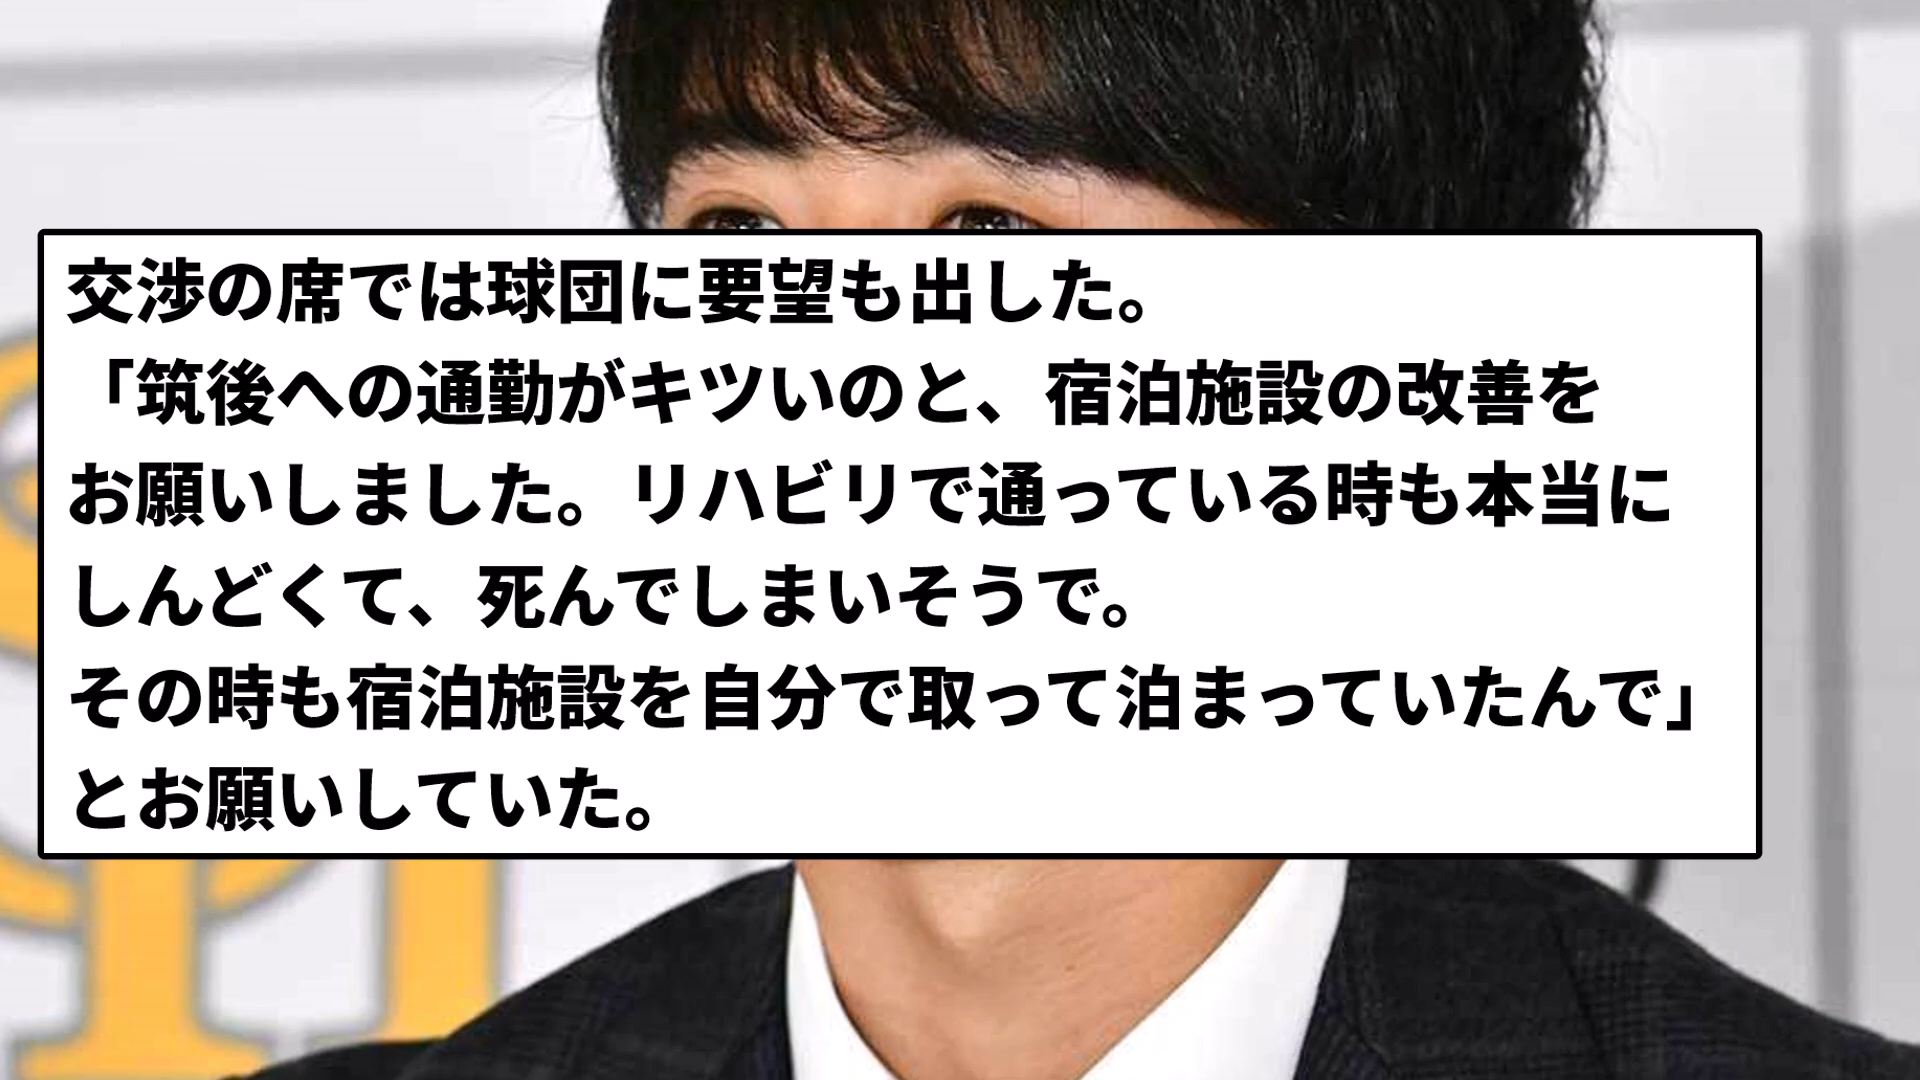 交渉の席では球団に要望も出した。
「筑後への通勤がキツいのと、宿泊施設の改善を
お願いしました。リハビリで通っている時も本当に
しんどくて、死んでしまいそうで。
その時も宿泊施設を自分で取って泊まっていたんで」
とお願いしていた。